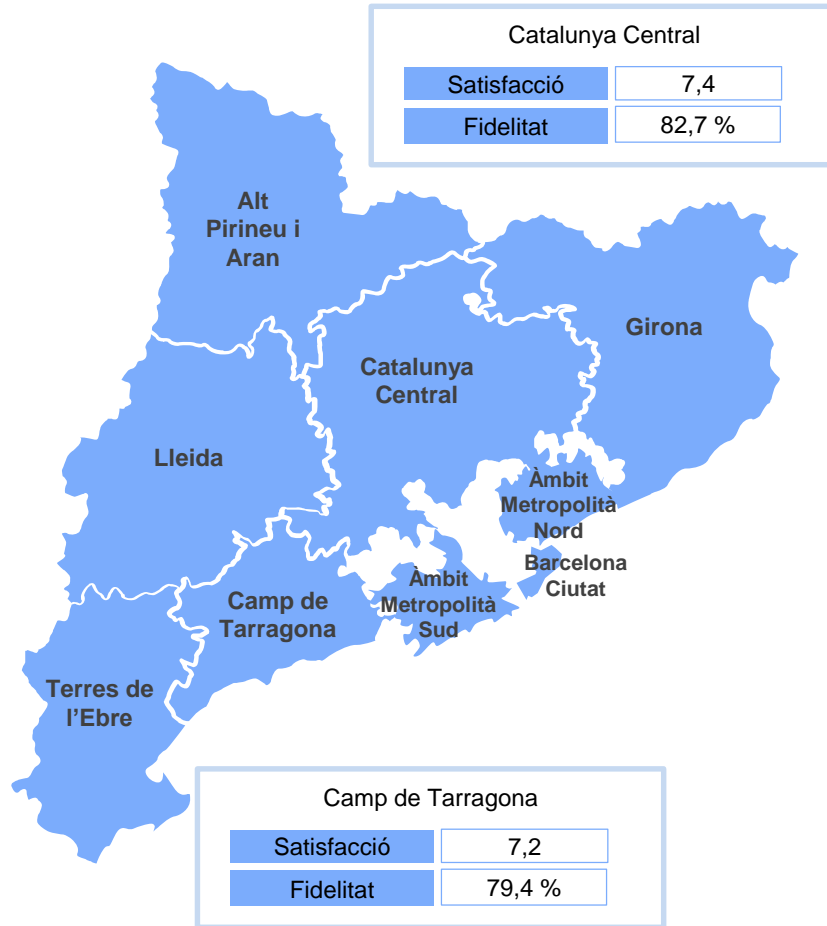 Catalunya Central
Satisfacció 7,4
Fidelitat 82,7 %
Alt
Pirineu i
Aran
Girona
Catalunya
Central
Lleida
Àmbit
Metropolità
Nord
Barcelona
Ciutat
Àmbit
Metropolità
Sud
Camp de
Tarragona
Terres de
l’Ebre
Camp de Tarragona
Satisfacció 7,2
Fidelitat 79,4 %